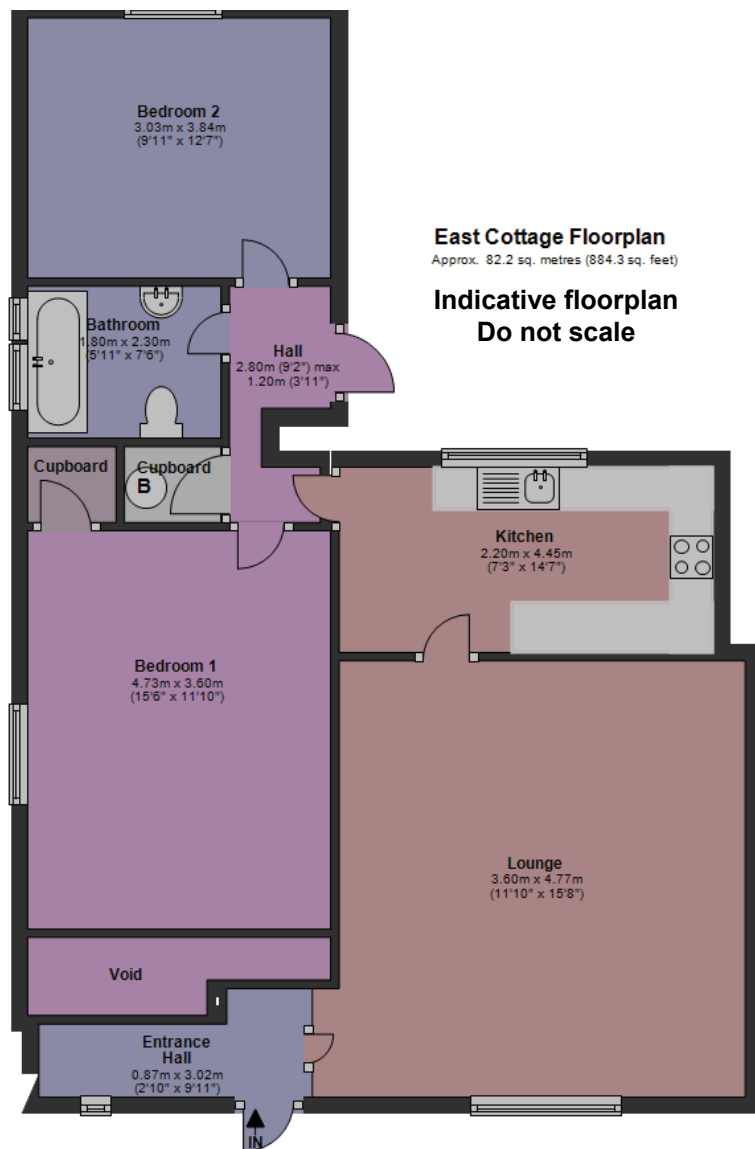 Bedroom 2
3.03m x 3.84m
(9'11" x 12'7")
East Cottage Floorplan
Approx. 82.2 sq. metres (884.3 sq. feet)
Indicative floorplan
Do not scale
Bathroom
1.80m x 2.30m
(5'11" x 7'6")
Hall
2.80m (9'2") max
1.20m (3'11")
Cupboard
Cupboard
B
Kitchen
2.20m x 4.45m
(7'3" x 14'7")
Bedroom 1
4.73m x 3.60m
(15'6" x 11'10")
Lounge
3.60m x 4.77m
(11'10" x 15'8")
Void
Entrance
Hall
0.87m x 3.02m
(2'10" x 9'11")
IN